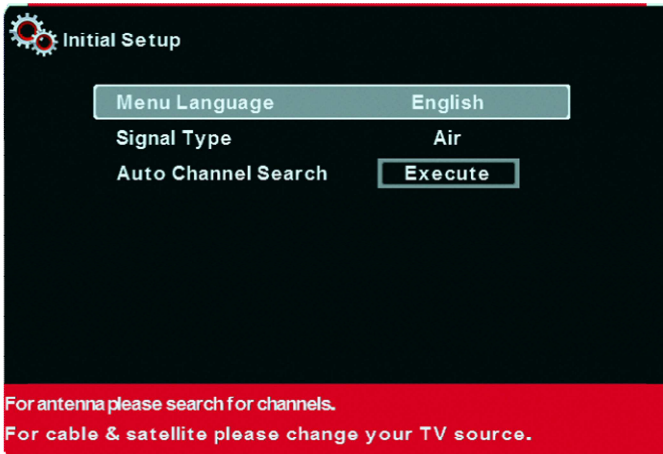 Initial Setup
Menu Language English
Signal Type Air
Auto Channel Search Execute
For antenna please search for channels.
For cable & satellite please change your TV source.